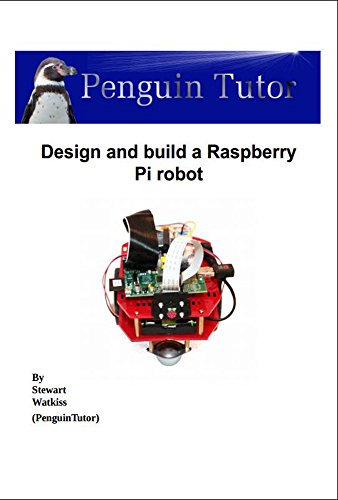 Penguin Tutor
Design and build a Raspberry
Pi robot
By
Stewart
Watkiss
(PenguinTutor)